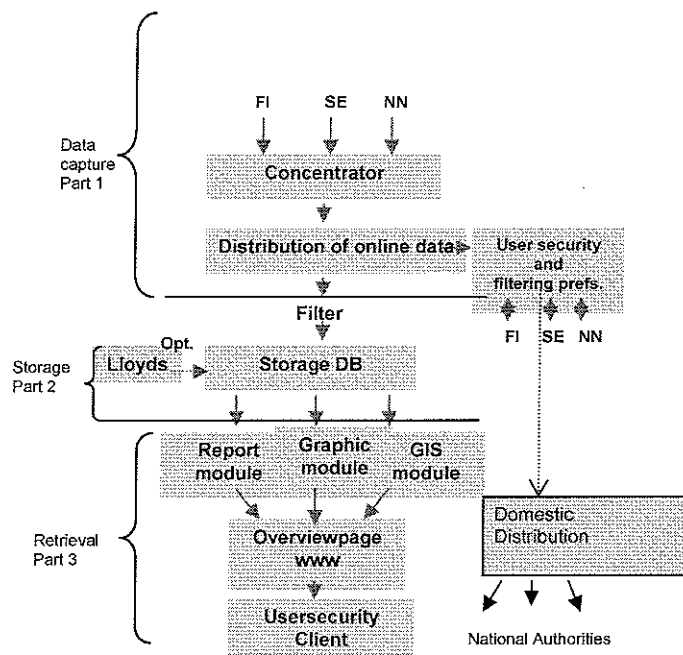 FI SE NN
Data
capture
Part 1
Concentrator
Distribution of online data
User security
and
filtering prefs.
Filter
FI SE NN
Opt.
Storage
Part 2
Lloyds
Storage DB
Report
module
Graphic
module
GIS
module
Retrieval
Part 3
Overviewpage
www
Domestic
Distribution
Usersecurity
Client
National Authorities